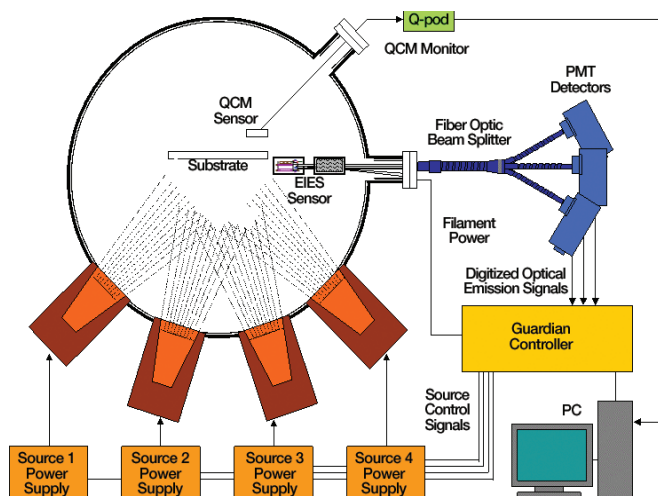 Q-pod
QCM Monitor
PMT
Detectors
QCM
Sensor
Fiber Optic
Beam Splitter
Substrate
EIES
Sensor
Filament
Power
Digitized Optical
Emission Signals
Guardian
Controller
Source
Control
Signals
PC
Source 1
Power
Supply
Source 2
Power
Supply
Source 3
Power
Supply
Source 4
Power
Supply